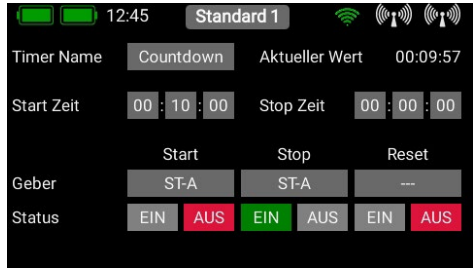 12:45 Standard 1
Timer Name Countdown Aktueller Wert 00:09:57
Start Zeit 00 : 10 : 00 Stop Zeit 00 : 00 : 00
Start Stop Reset
Geber ST-A ST-A ---
Status EIN AUS EIN AUS EIN AUS